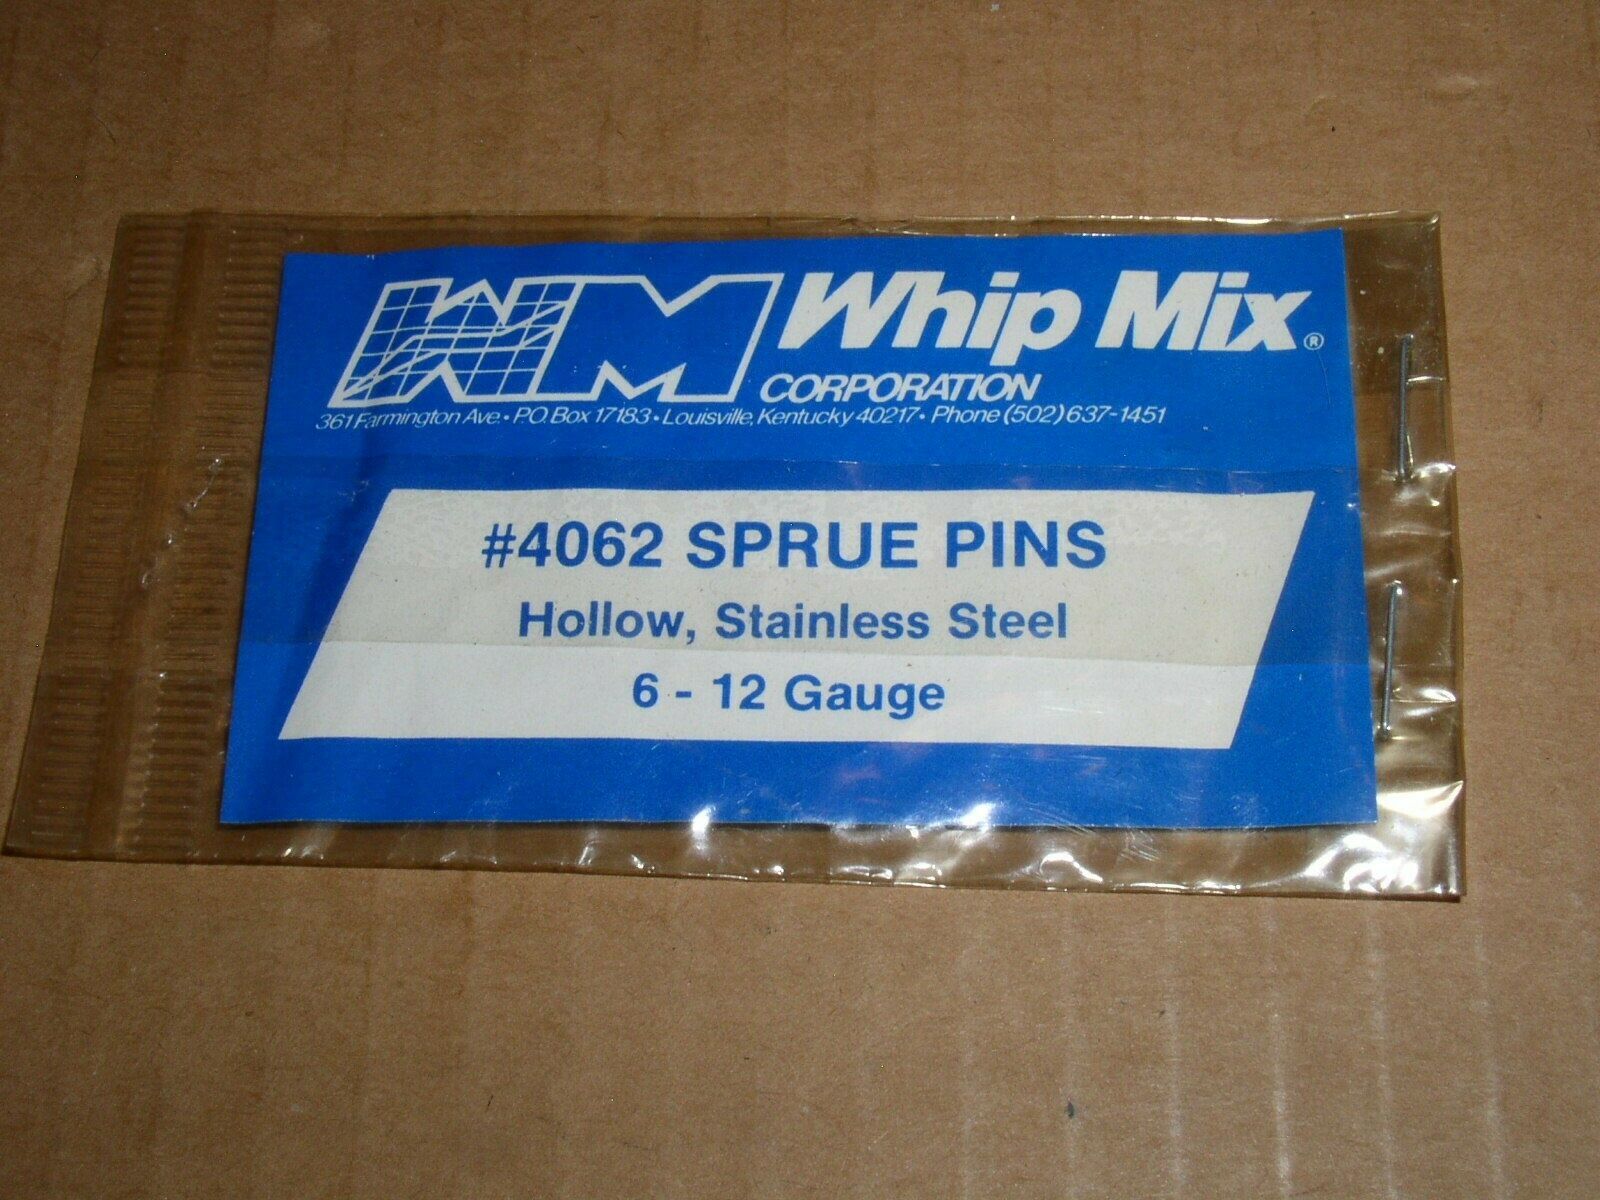 WM Whip Mix®
CORPORATION
361 Farmington Ave. • P.O. Box 17183 • Louisville, Kentucky 40217 • Phone (502) 637-1451
#4062 SPRUE PINS
Hollow, Stainless Steel
6 - 12 Gauge